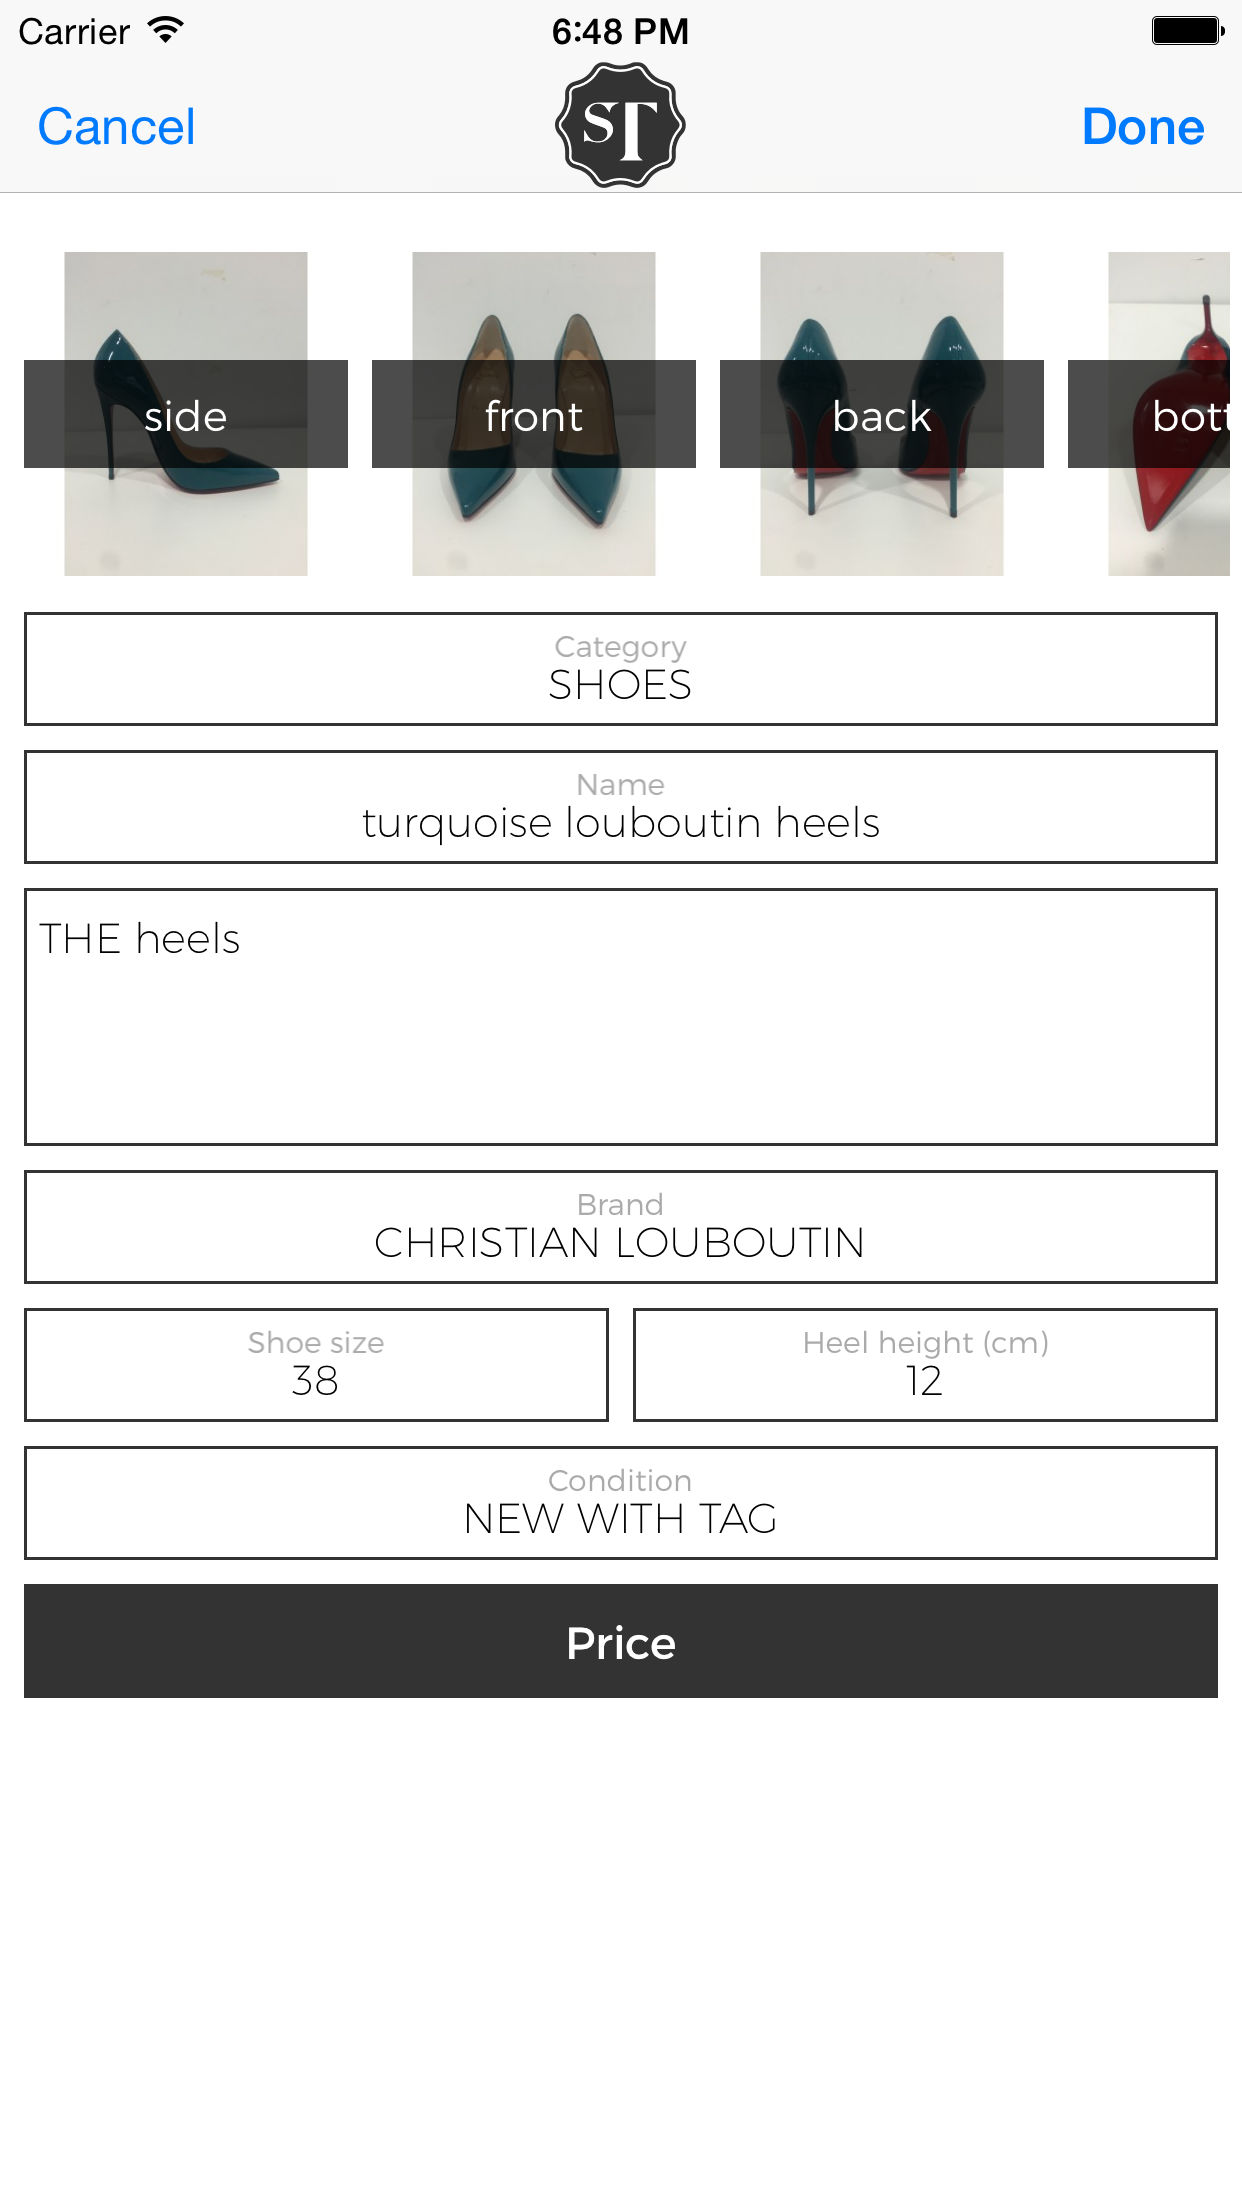 Carrier 6:48 PM
Cancel ST Done
side front back bott
Category
SHOES
Name
turquoise louboutin heels
THE heels
Brand
CHRISTIAN LOUBOUTIN
Shoe size Heel height (cm)
38 12
Condition
NEW WITH TAG
Price